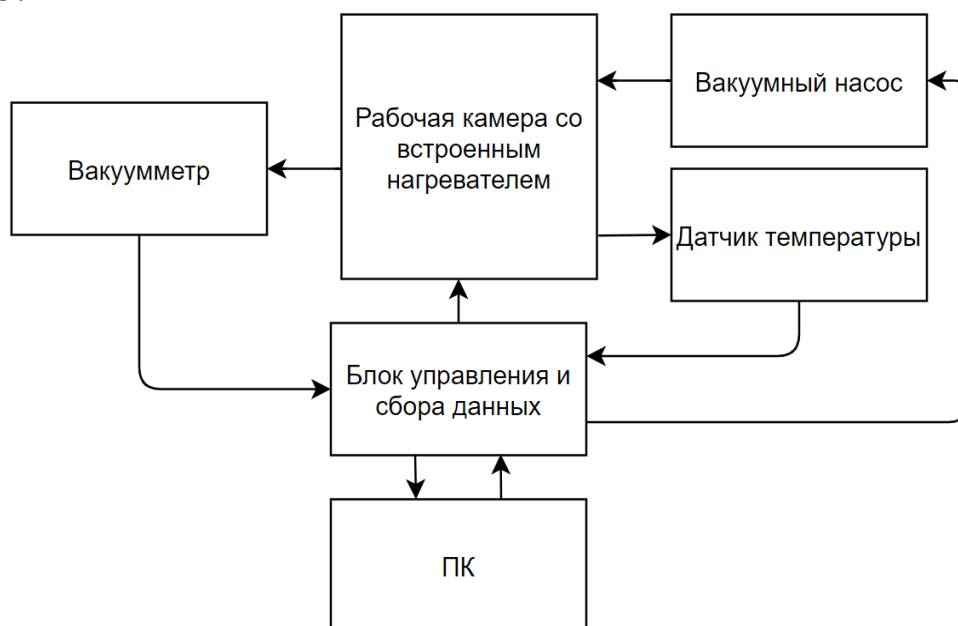 Вакуумный насос
Рабочая камера со
встроенным
нагревателем
Вакуумметр
Датчик температуры
Блок управления и
сбора данных
ПК